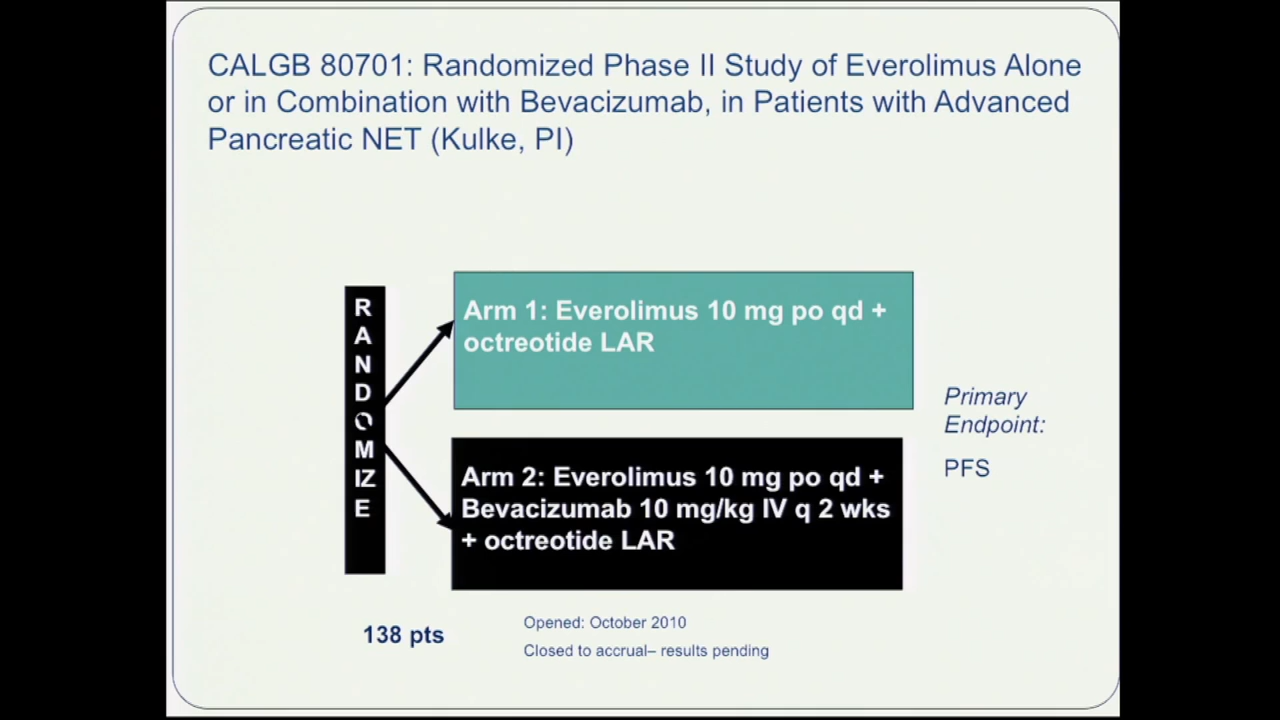 CALGB 80701: Randomized Phase II Study of Everolimus Alone
or in Combination with Bevacizumab, in Patients with Advanced
Pancreatic NET (Kulke, PI)
RANDOMIZE
Arm 1: Everolimus 10 mg po qd +
octreotide LAR
Arm 2: Everolimus 10 mg po qd +
Bevacizumab 10 mg/kg IV q 2 wks
+ octreotide LAR
Primary
Endpoint:
PFS
138 pts
Opened: October 2010
Closed to accrual– results pending